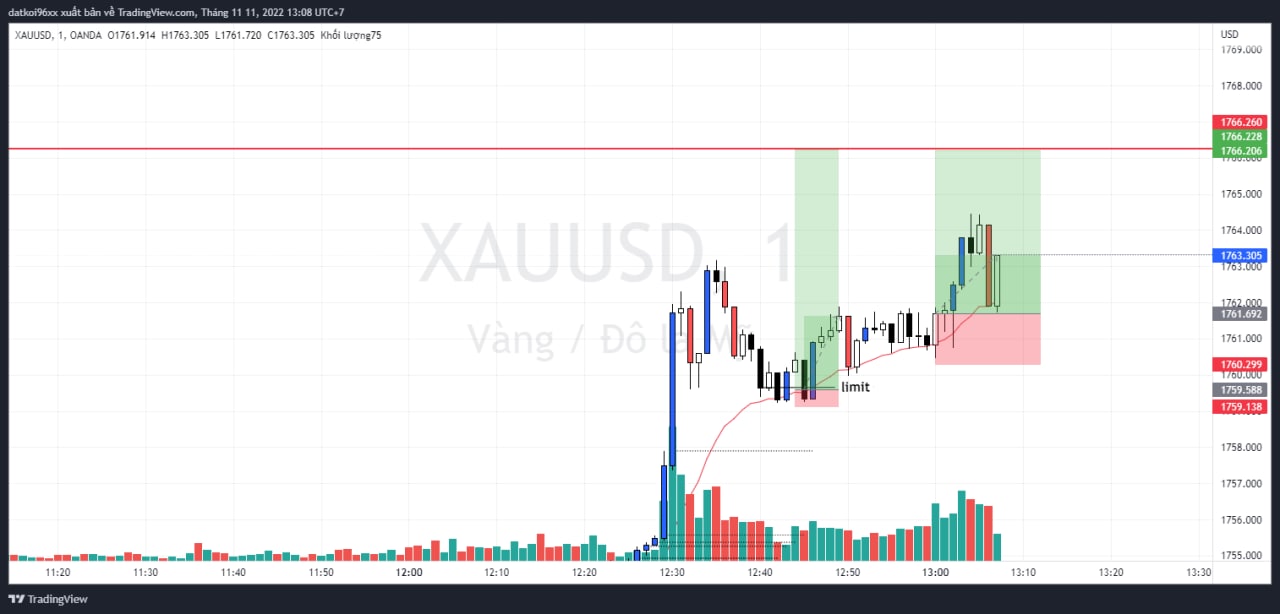 datkoi96xx xuất bản về TradingView.com, Tháng 11 11, 2022 13:08 UTC+7
XAUUSD, 1, OANDA O1761.914 H1763.305 L1761.720 C1763.305 Khối lượng75
USD
1769.000
1768.000
1766.260
1766.228
1766.206
1766.000
1765.000
XAUUSD, 1
1764.000
1763.305
1763.000
1762.000
1761.692
Vàng / Đô la Mỹ
1761.000
1760.299
1760.000
limit
1759.588
1759.138
1758.000
1757.000
1756.000
1755.000
11:20 11:30 11:40 11:50 12:00 12:10 12:20 12:30 12:40 12:50 13:00 13:10 13:20 13:30
TradingView